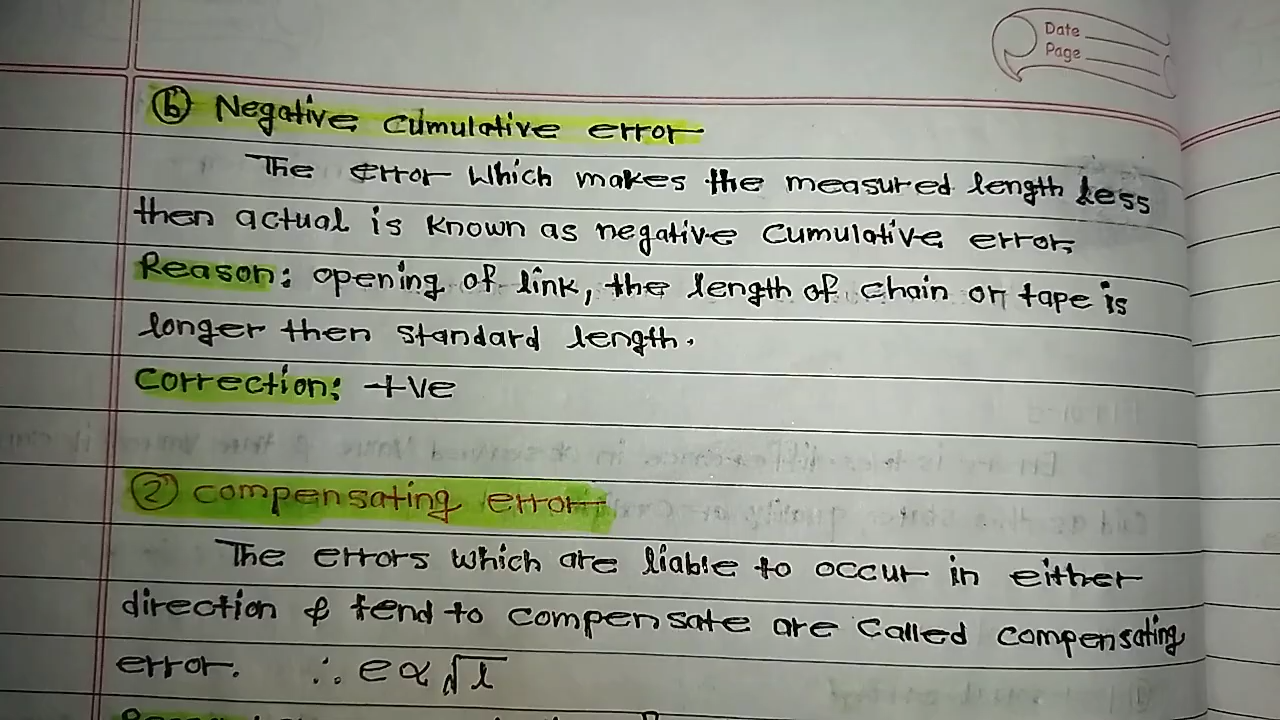 Date
Page
(b) Negative cumulative error
The error which makes the measured length less
then actual is known as negative cumulative error.
Reason: opening of link, the length of chain or tape is
longer then standard length.
Correction: +ve
(2) compensating error
The errors which are liable to occur in either
direction & tend to compensate are called compensating
error. ∴ e ∝ √l